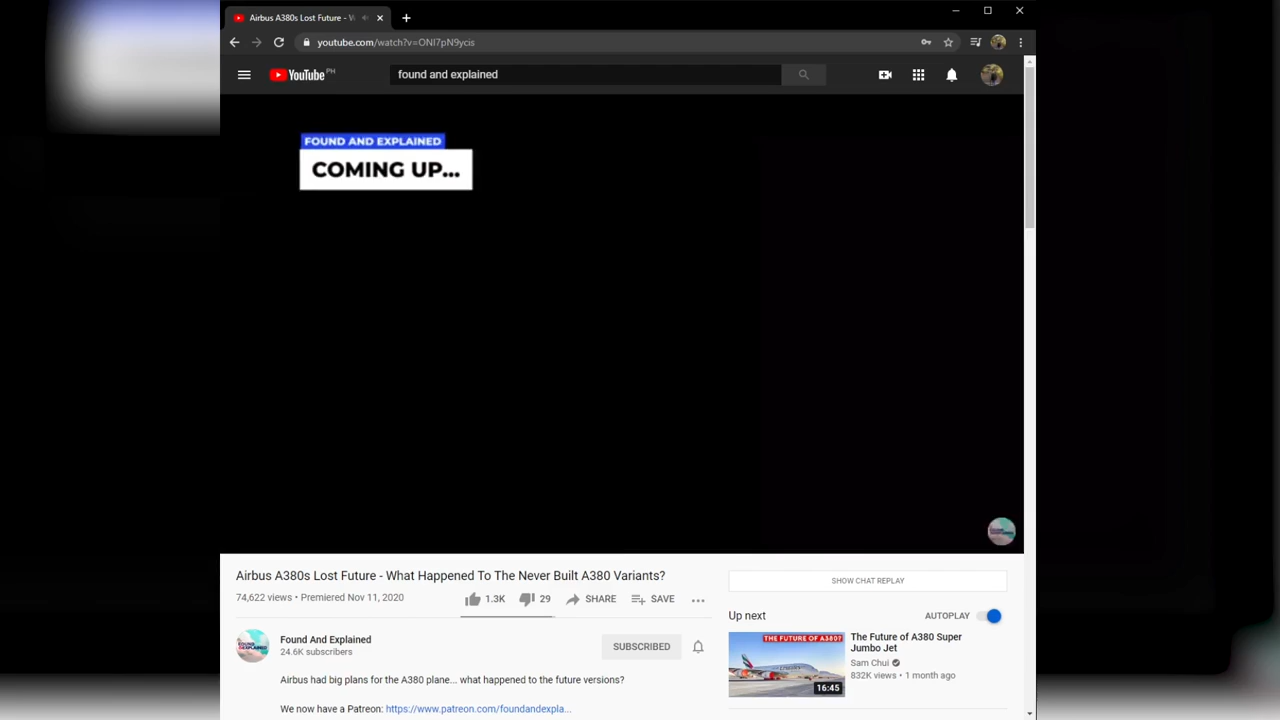 Airbus A380s Lost Future - W
youtube.com/watch?v=ONI7pN9ycis
YouTube PH
found and explained
FOUND AND EXPLAINED
COMING UP...
Airbus A380s Lost Future - What Happened To The Never Built A380 Variants?
74,622 views • Premiered Nov 11, 2020
1.3K 29 SHARE SAVE
Found And Explained
24.6K subscribers
SUBSCRIBED
Airbus had big plans for the A380 plane... what happened to the future versions?
We now have a Patreon: https://www.patreon.com/foundandexpla...
SHOW CHAT REPLAY
Up next
AUTOPLAY
THE FUTURE OF A380?
16:45
The Future of A380 Super
Jumbo Jet
Sam Chui
832K views • 1 month ago